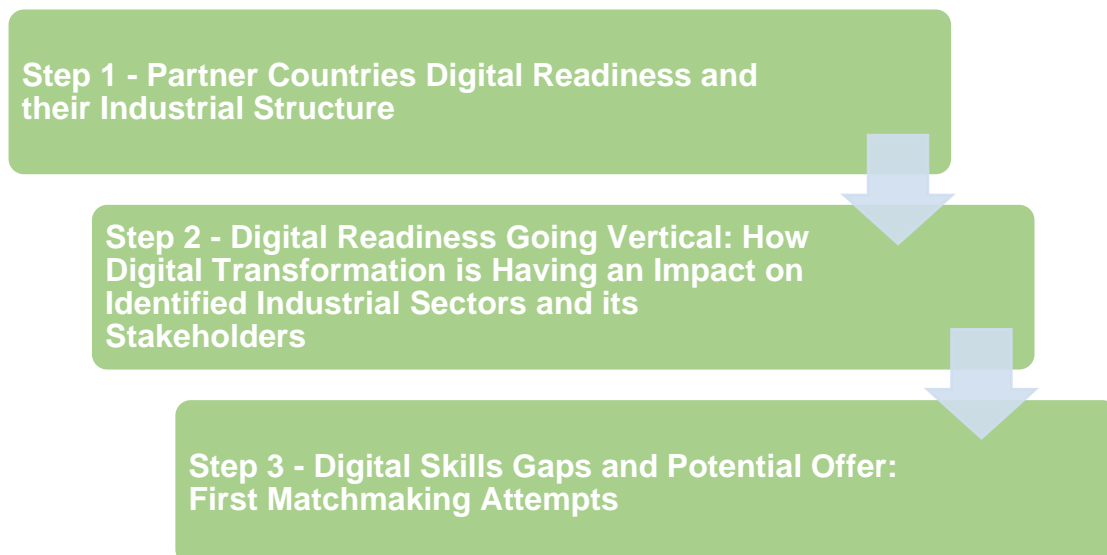 Step 1 - Partner Countries Digital Readiness and
their Industrial Structure
Step 2 - Digital Readiness Going Vertical: How
Digital Transformation is Having an Impact on
Identified Industrial Sectors and its
Stakeholders
Step 3 - Digital Skills Gaps and Potential Offer:
First Matchmaking Attempts